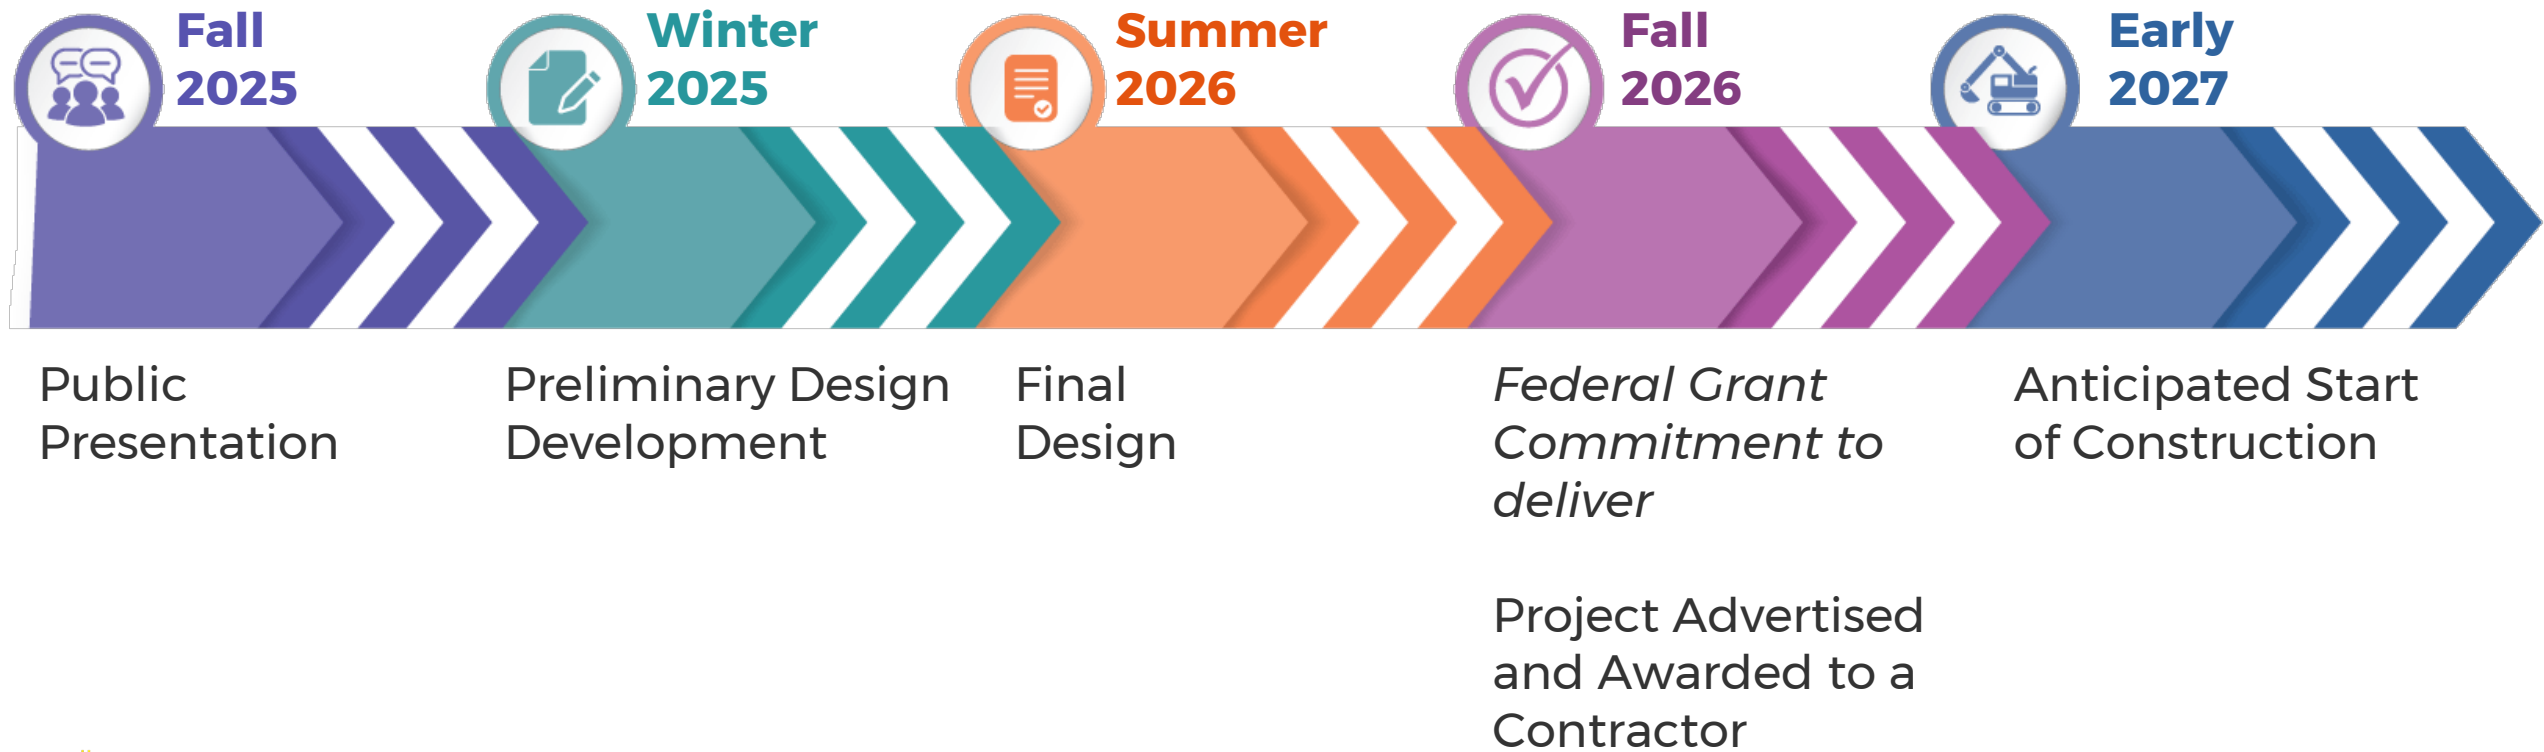 Fall
2025
Winter
2025
Summer
2026
Fall
2026
Early
2027
Public
Presentation
Preliminary Design
Development
Final
Design
Federal Grant
Commitment to
deliver
Project Advertised
and Awarded to a
Contractor
Anticipated Start
of Construction